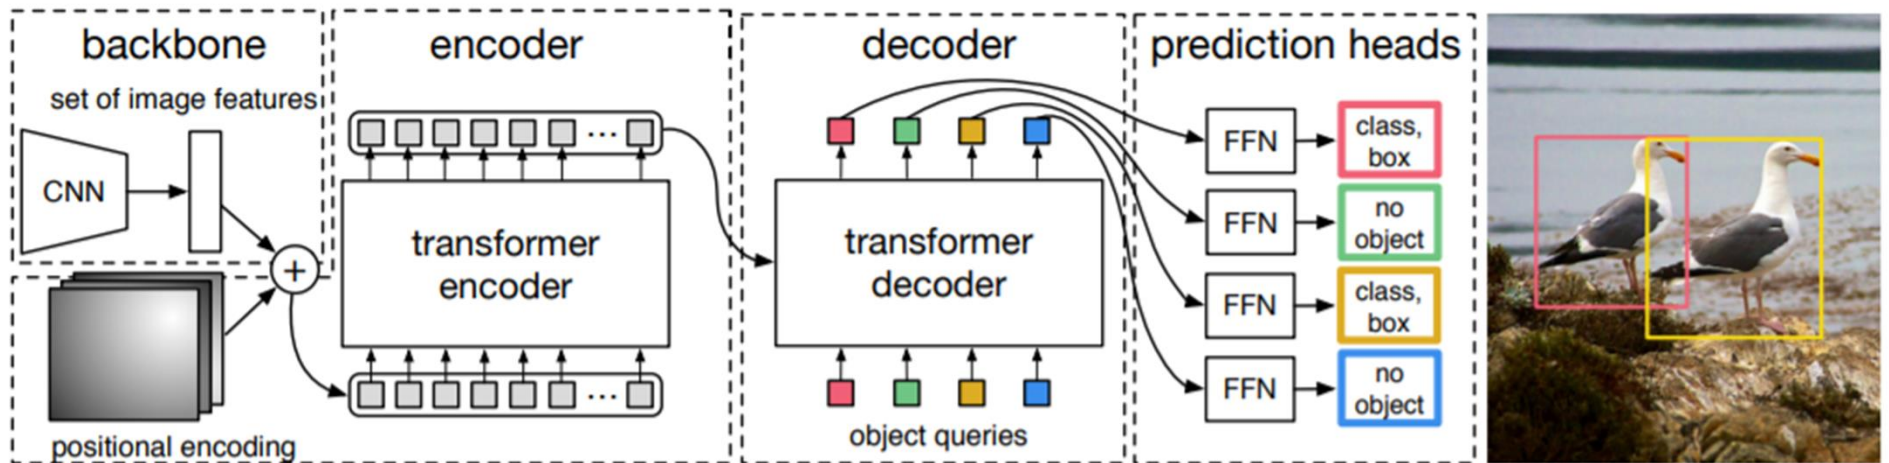 backbone
set of image features
CNN
+
positional encoding
encoder
...
transformer
encoder
...
decoder
transformer
decoder
object queries
prediction heads
FFN
class,
box
FFN
no
object
FFN
class,
box
FFN
no
object